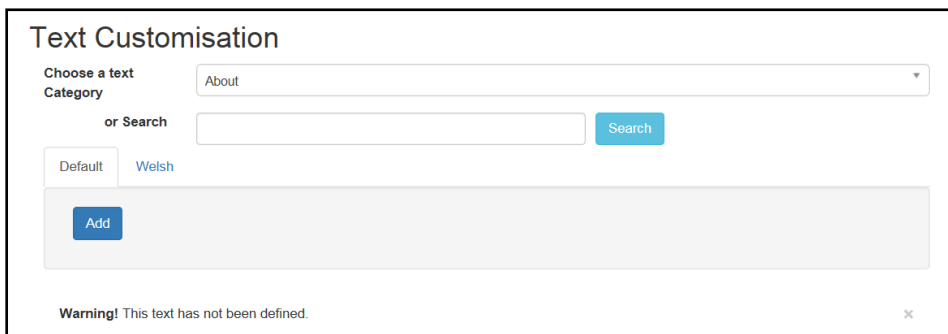 Text Customisation
Choose a text
Category
About
or Search
Search
Default Welsh
Add
Warning! This text has not been defined.
×